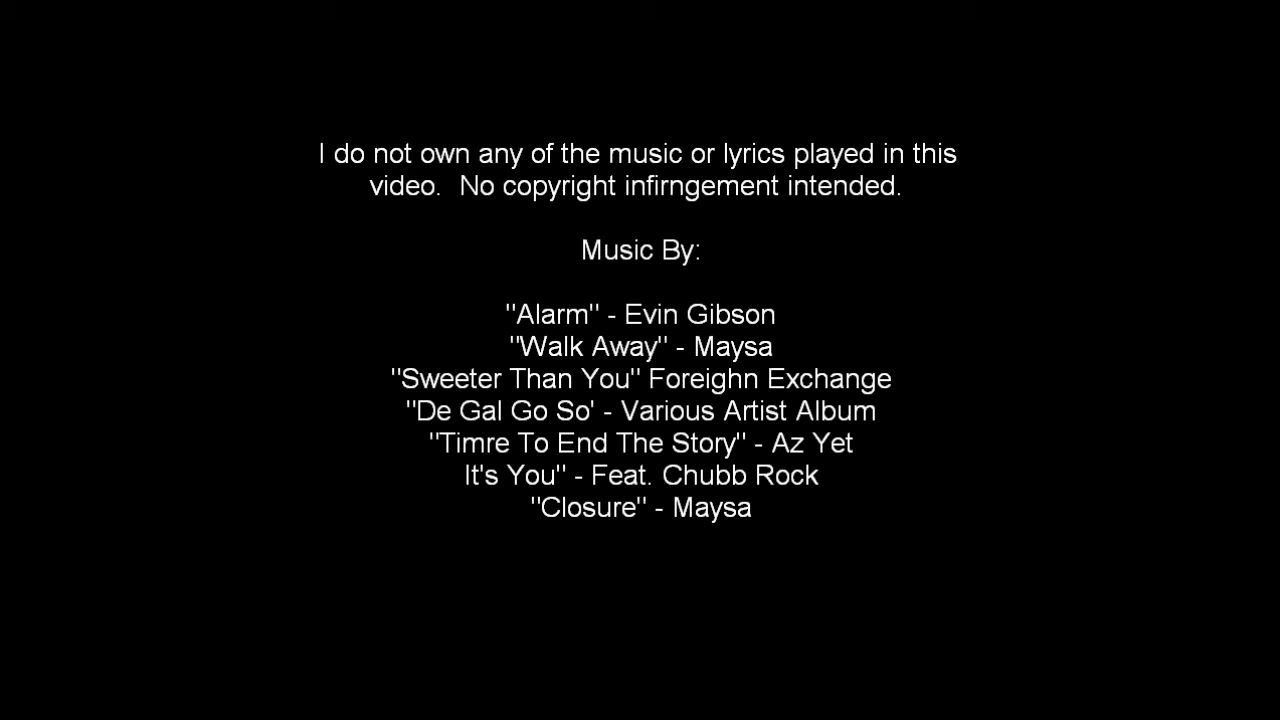 I do not own any of the music or lyrics played in this
video.  No copyright infirngement intended.
Music By:
"Alarm" - Evin Gibson
"Walk Away" - Maysa
"Sweeter Than You" Foreighn Exchange
"De Gal Go So' - Various Artist Album
"Timre To End The Story" - Az Yet
It's You" - Feat. Chubb Rock
"Closure" - Maysa